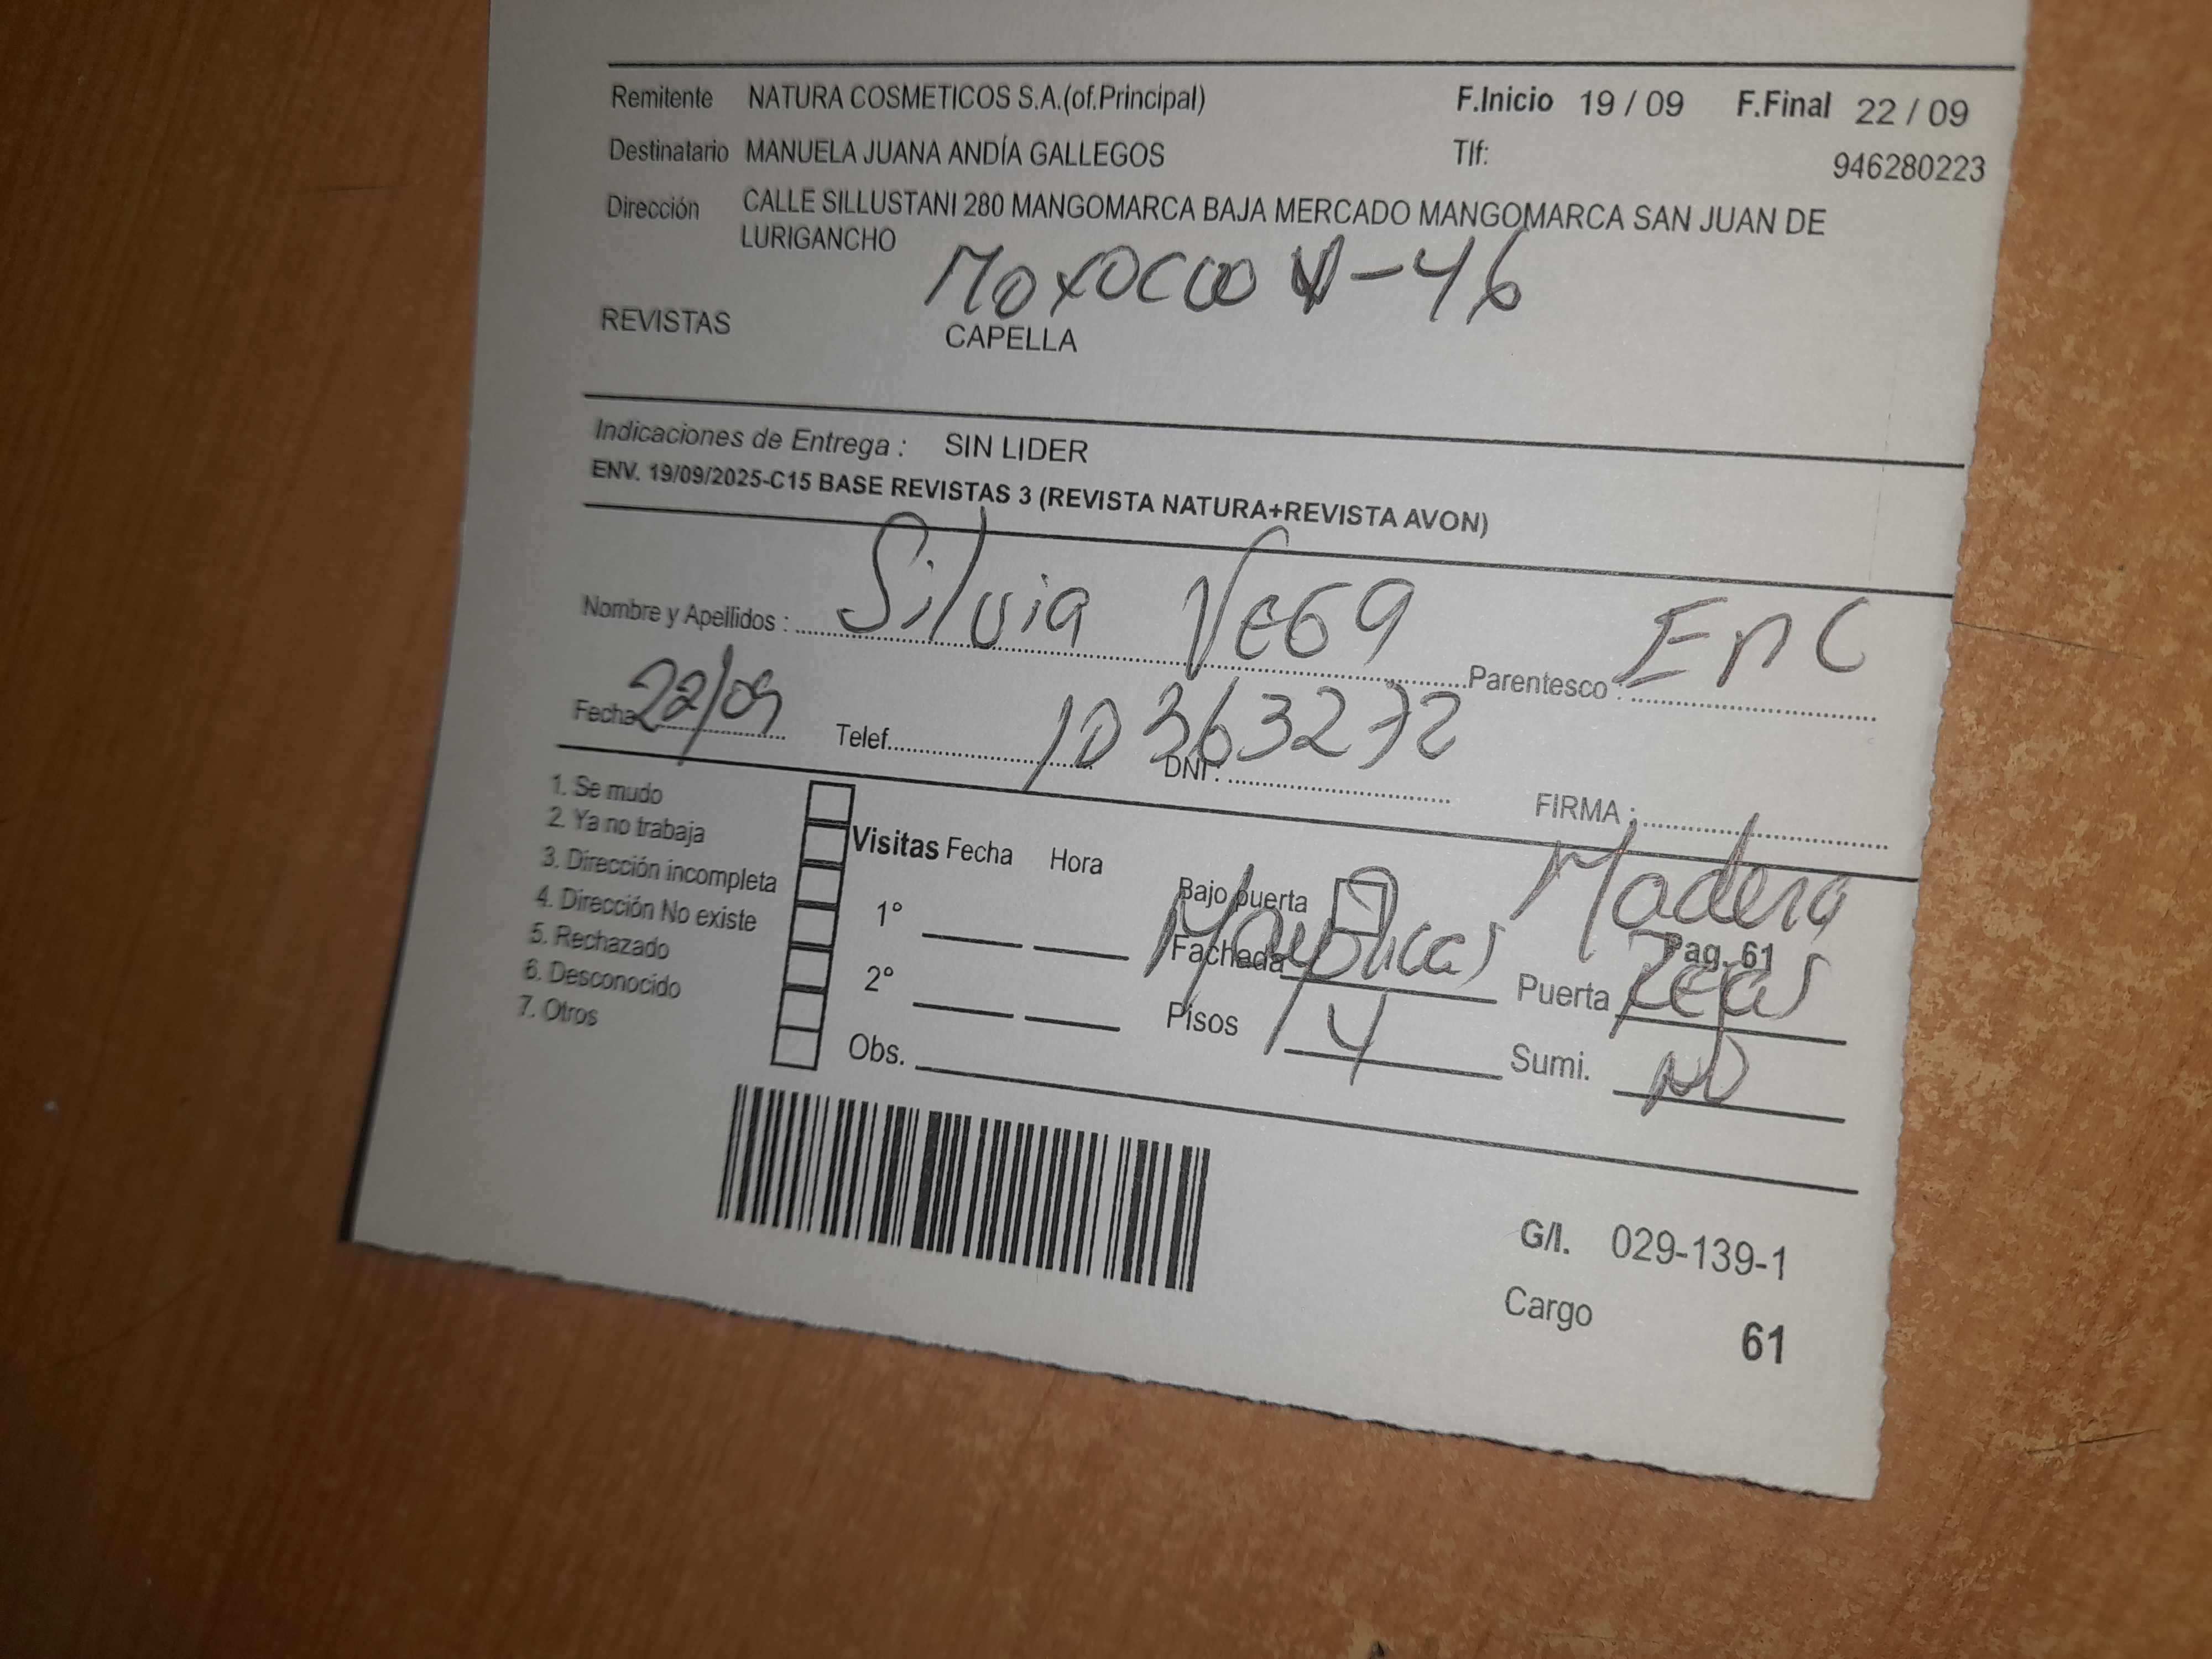 Remitente NATURA COSMETICOS S.A.(of.Principal) F.Inicio 19 / 09 F.Final 22 / 09
Destinatario MANUELA JUANA ANDÍA GALLEGOS Tlf: 946280223
Dirección CALLE SILLUSTANI 280 MANGOMARCA BAJA MERCADO MANGOMARCA SAN JUAN DE
LURIGANCHO
-46
REVISTAS CAPELLA
Indicaciones de Entrega : SIN LIDER
ENV. 19/09/2025-C15 BASE REVISTAS 3 (REVISTA NATURA+REVISTA AVON)
Nombre y Apellidos : Silvia Vega Parentesco : Enc
Fecha 22/09 Telef. DNI : 10363272 FIRMA :
1. Se mudo
2. Ya no trabaja
3. Dirección incompleta
4. Dirección No existe
5. Rechazado
6. Desconocido
7. Otros
Visitas Fecha Hora
1°
2°
Obs.
Bajo puerta Madera
Fachada Pag. 61
Puerta
Pisos 4 Sumi. NO
G/I. 029-139-1
Cargo 61